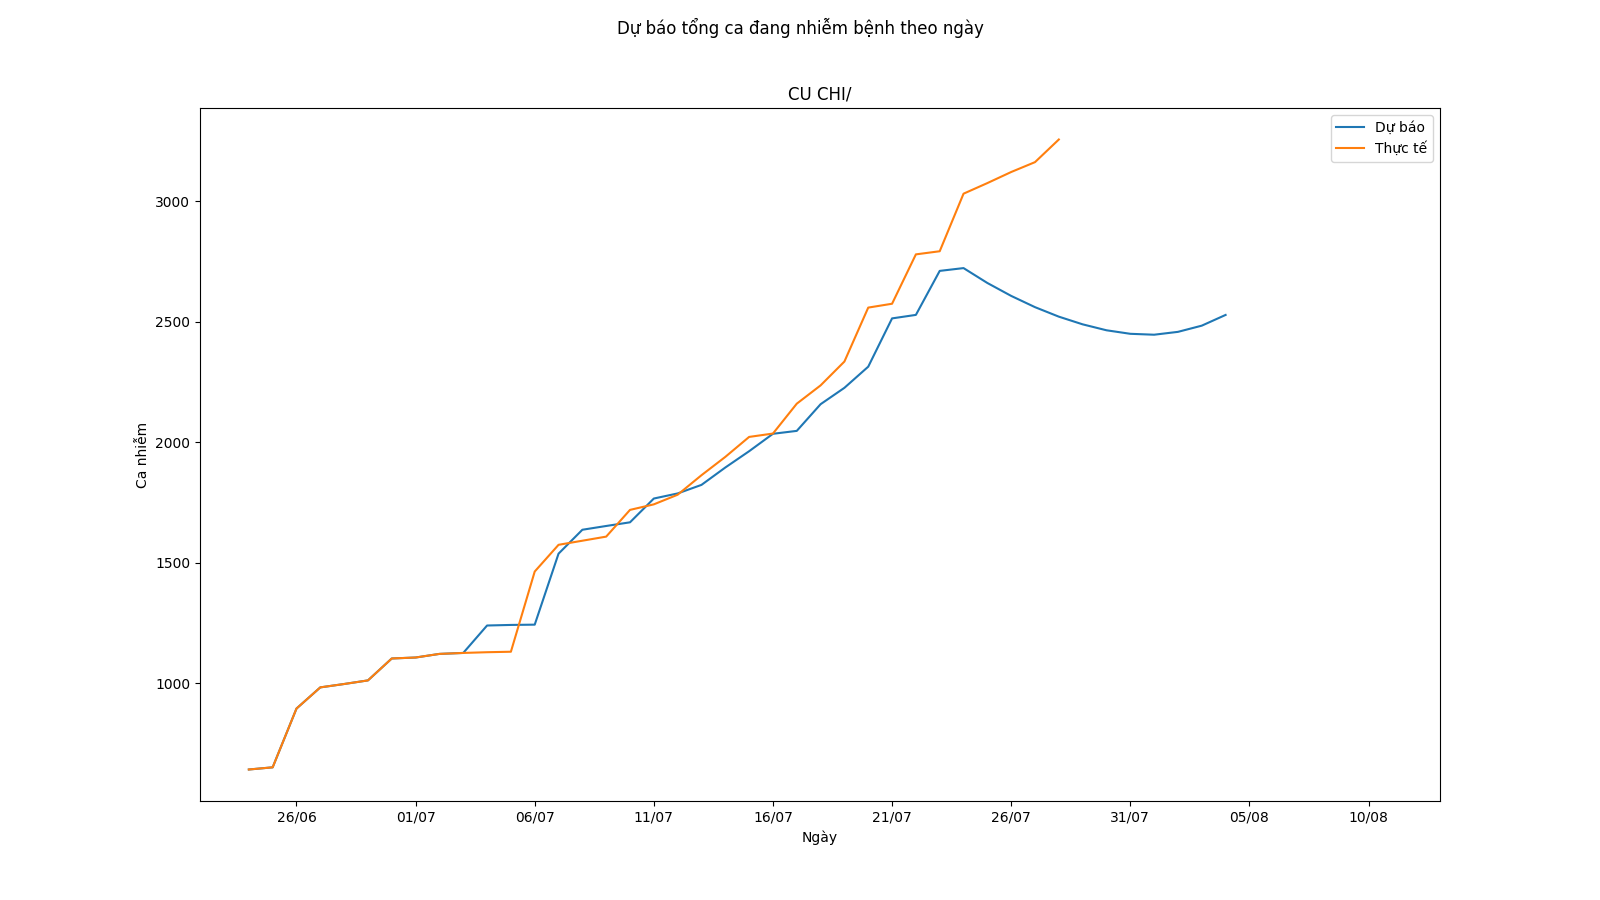 Dự báo tổng ca đang nhiễm bệnh theo ngày
CU CHI/
Dự báo
Thực tế
3000
2500
2000
1500
1000
Ca nhiễm
26/06
01/07
06/07
11/07
16/07
21/07
26/07
31/07
05/08
10/08
Ngày